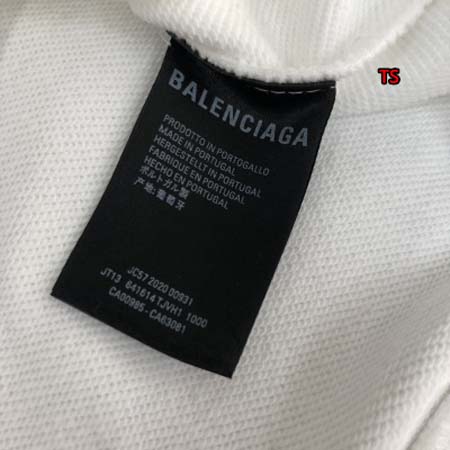 TS
BALENCIAGA
PRODOTTO IN PORTOGALLO
MADE IN PORTUGAL
HERGESTELLT IN PORTUGAL
FABRIQUE EN PORTUGAL
HECHO EN PORTUGAL
ポルトガル製
产地:葡萄牙
JC57 2020 00931
JT13 641614 TJVH1 1000
CA00985 - CA63081